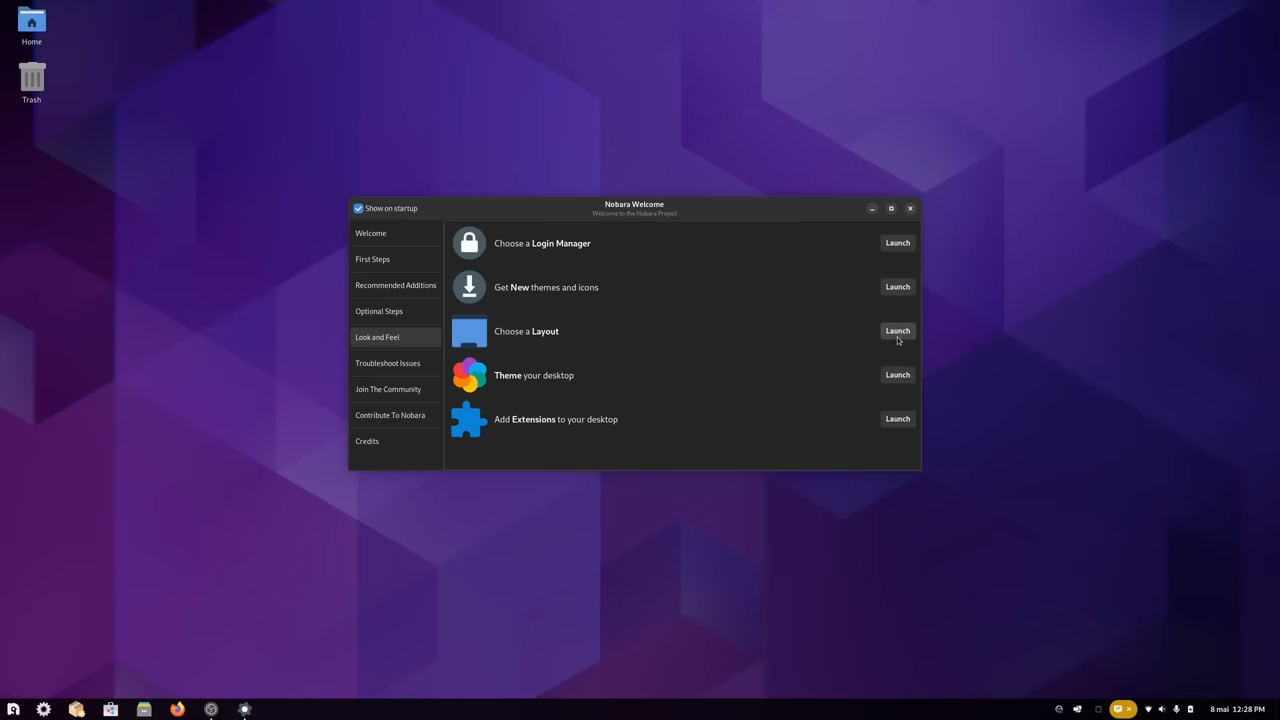 Home
Trash
Show on startup
Nobara Welcome
Welcome to the Nobara Project
Welcome
First Steps
Recommended Additions
Optional Steps
Look and Feel
Troubleshoot Issues
Join The Community
Contribute To Nobara
Credits
Choose a Login Manager
Launch
Get New themes and icons
Launch
Choose a Layout
Launch
Theme your desktop
Launch
Add Extensions to your desktop
Launch
8 mai 12:28 PM